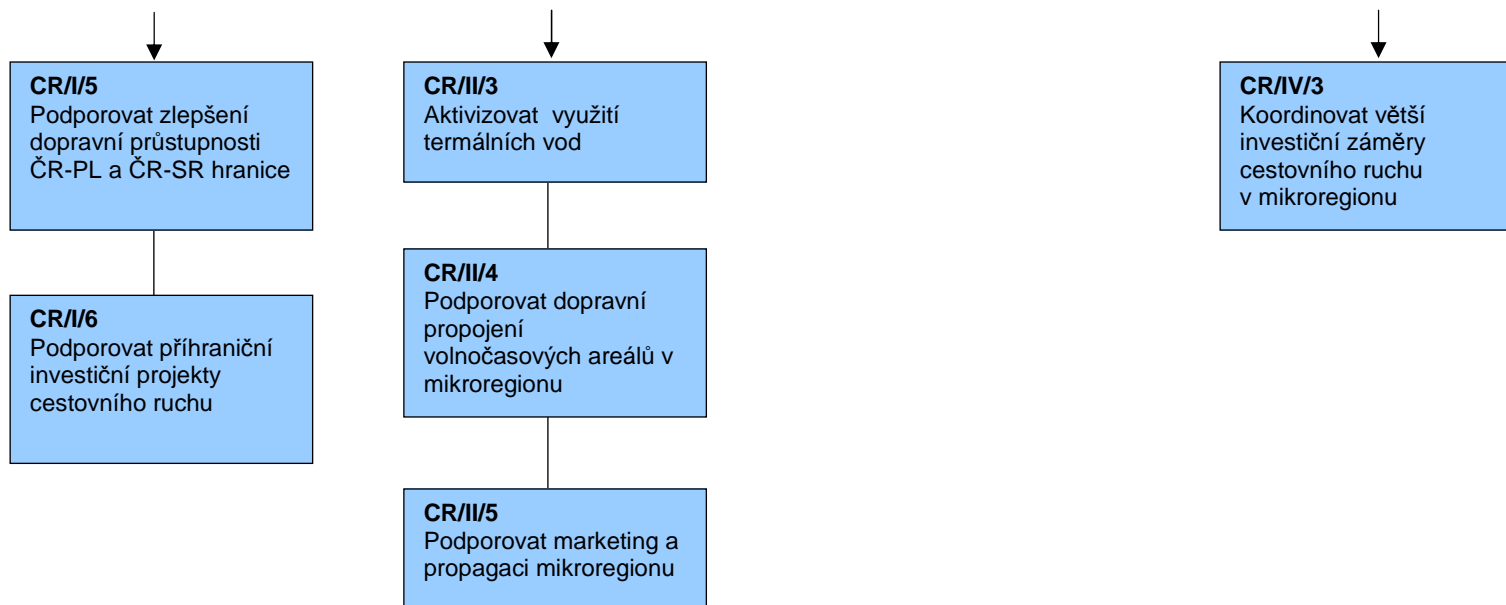 CR/I/5
Podporovat zlepšení
dopravní průstupnosti
ČR-PL a ČR-SR hranice
CR/I/6
Podporovat příhraniční
investiční projekty
cestovního ruchu
CR/II/3
Aktivizovat  využití
termálních vod
CR/II/4
Podporovat dopravní
propojení
volnočasových areálů v
mikroregionu
CR/II/5
Podporovat marketing a
propagaci mikroregionu
CR/IV/3
Koordinovat větší
investiční záměry
cestovního ruchu
v mikroregionu